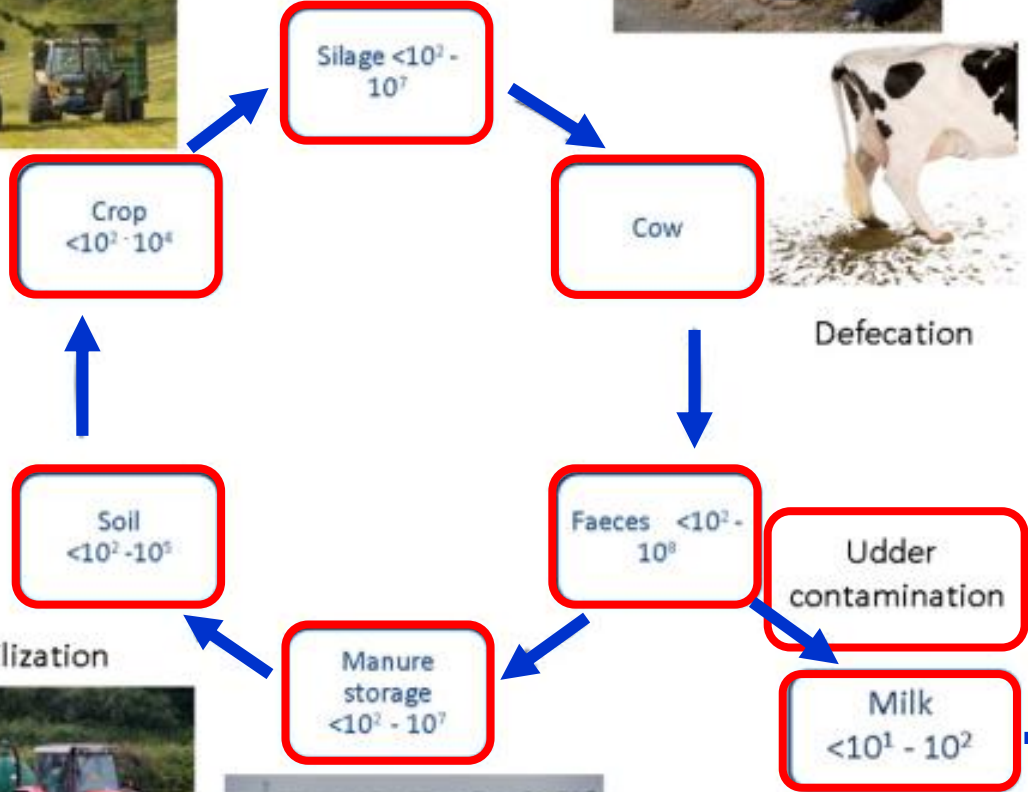 Silage <10² -
10⁷
Crop
<10² - 10⁴
Cow
Defecation
Soil
<10² -10⁵
Faeces <10² -
10⁸
Udder
contamination
lization
Manure
storage
<10² - 10⁷
Milk
<10¹ - 10²